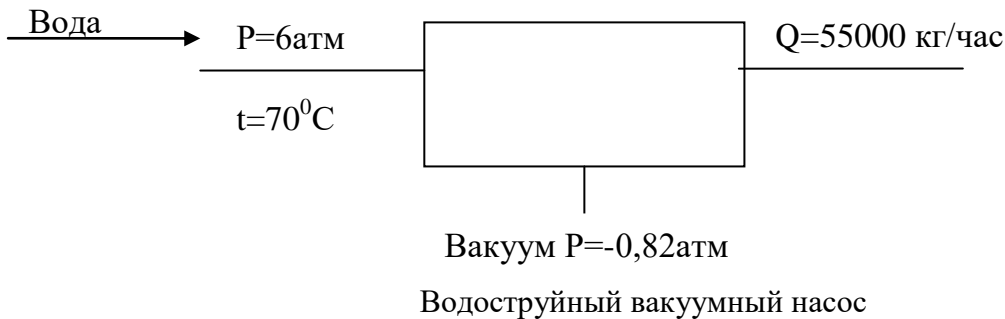 Вода
P=6атм
Q=55000 кг/час
t=70⁰C
Вакуум P=-0,82атм
Водоструйный вакуумный насос